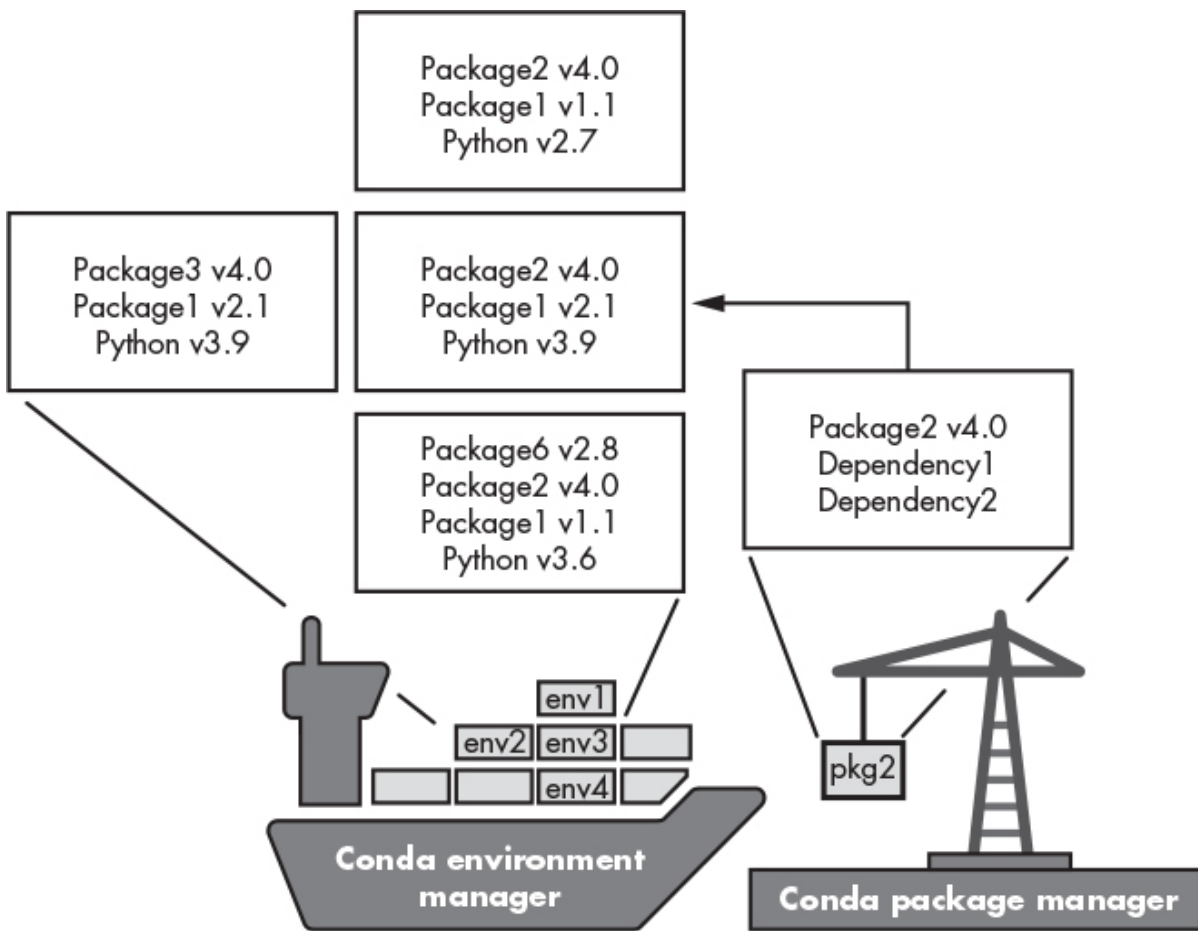 Package2 v4.0
Package1 v1.1
Python v2.7
Package3 v4.0
Package1 v2.1
Python v3.9
Package2 v4.0
Package1 v2.1
Python v3.9
Package6 v2.8
Package2 v4.0
Package1 v1.1
Python v3.6
Package2 v4.0
Dependency1
Dependency2
env1
env2
env3
env4
pkg2
Conda environment
manager
Conda package manager